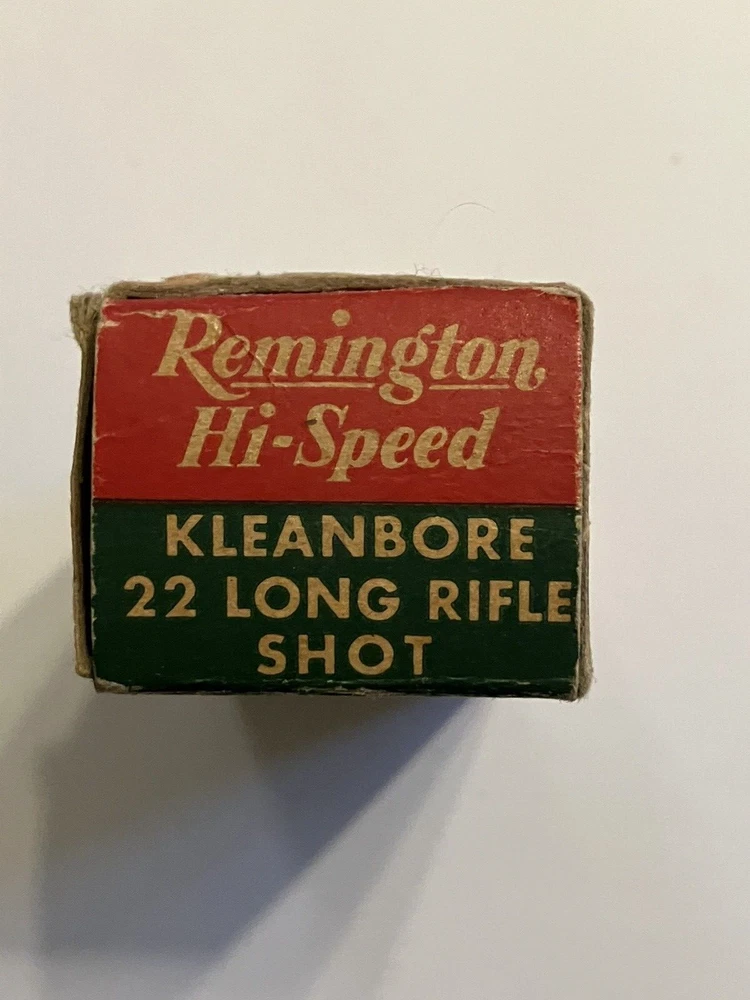 Remington,
Hi-Speed
KLEANBORE
22 LONG RIFLE
SHOT